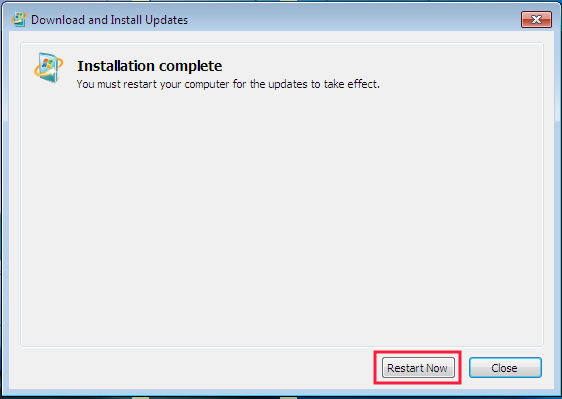 Download and Install Updates
Installation complete
You must restart your computer for the updates to take effect.
Restart Now
Close